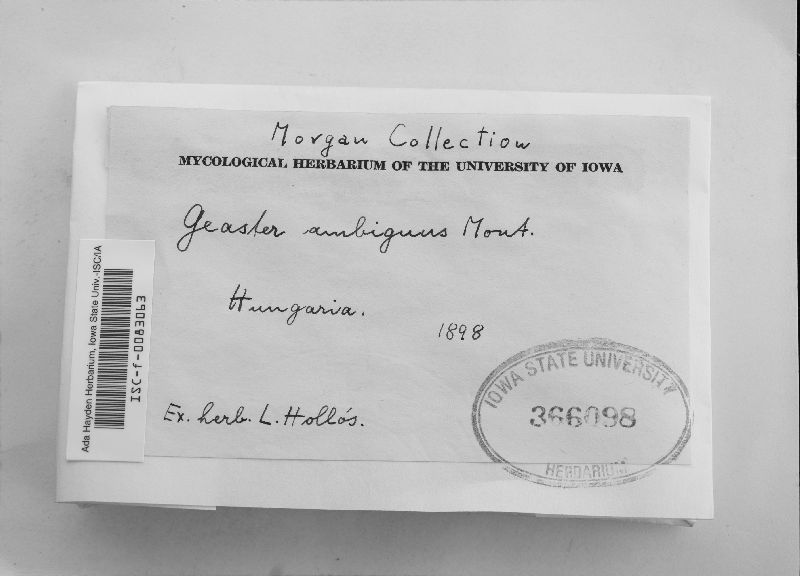 Morgan Collection
MYCOLOGICAL HERBARIUM OF THE UNIVERSITY OF IOWA
Geaster ambiguus Mont.
Hungaria.
1898
Ex. herb. L. Hollós.
Ada Hayden Herbarium, Iowa State Univ.-ISC/IA
ISC-f-0083063
IOWA STATE UNIVERSITY
366098
HERBARIUM